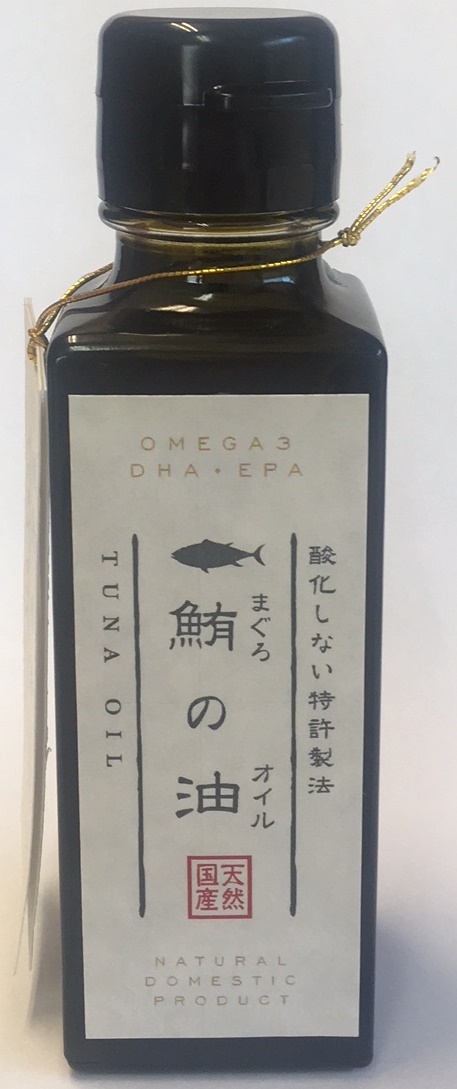 OMEGA3
DHA・EPA
酸化しない特許製法
まぐろ
オイル
鮪の油
TUNA OIL
天然
国産
NATURAL
DOMESTIC
PRODUCT